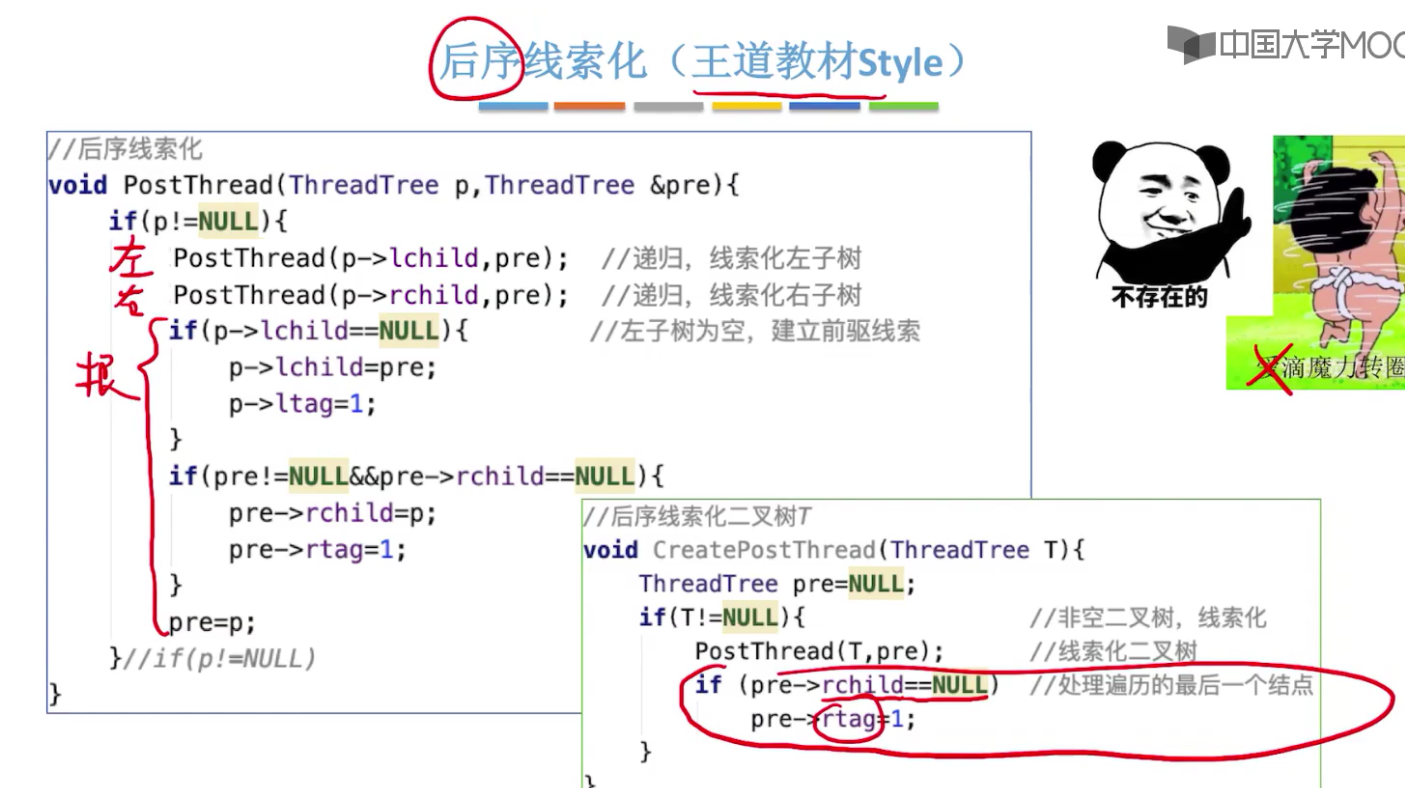 后序线索化（王道教材Style）
中国大学MOO
//后序线索化
void PostThread(ThreadTree p,ThreadTree &pre){
if(p!=NULL){
左 PostThread(p->lchild,pre); //递归，线索化左子树
右 PostThread(p->rchild,pre); //递归，线索化右子树
if(p->lchild==NULL){ //左子树为空，建立前驱线索
根
p->lchild=pre;
p->ltag=1;
}
if(pre!=NULL&&pre->rchild==NULL){
pre->rchild=p;
pre->rtag=1;
}
pre=p;
}//if(p!=NULL)
}
//后序线索化二叉树T
void CreatePostThread(ThreadTree T){
ThreadTree pre=NULL;
if(T!=NULL){ //非空二叉树，线索化
PostThread(T,pre); //线索化二叉树
if (pre->rchild==NULL) //处理遍历的最后一个结点
pre->rtag=1;
}
}
不存在的
滴魔力转圈